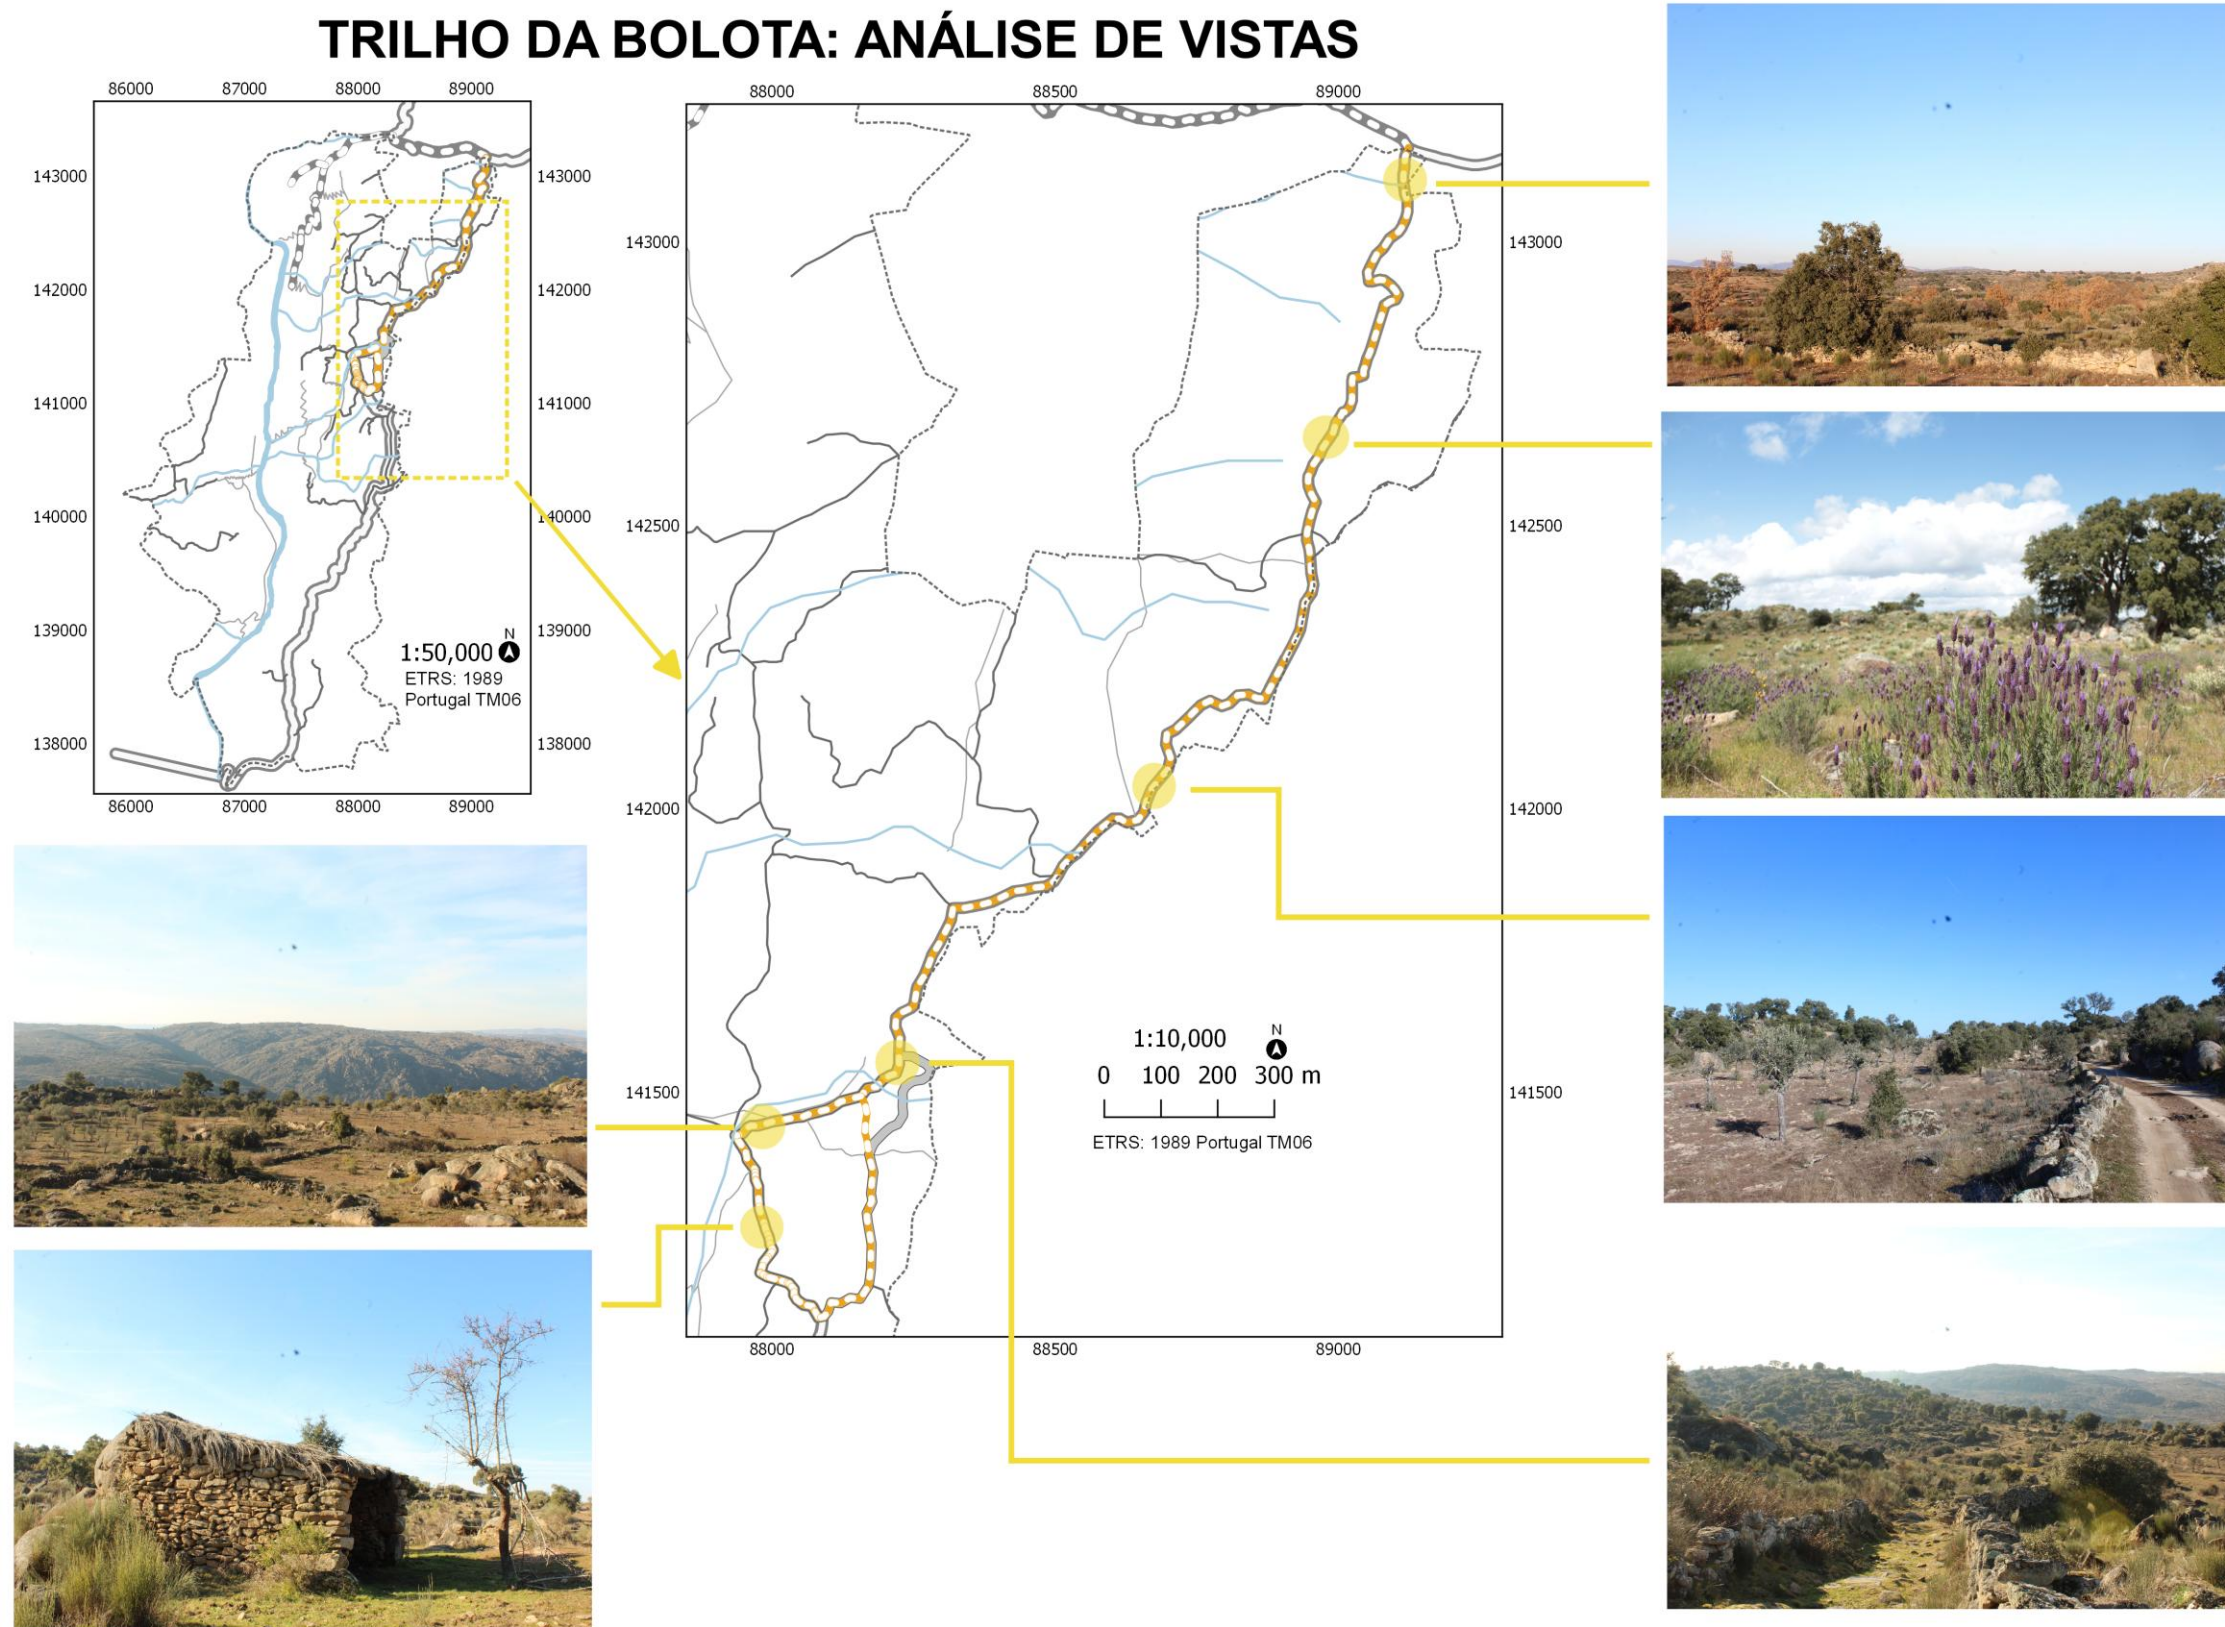 TRILHO DA BOLOTA: ANÁLISE DE VISTAS
86000 87000 88000 89000
143000 143000
142000 142000
141000 141000
140000 140000
139000 139000
138000 138000
N
1:50,000
ETRS: 1989
Portugal TM06
86000 87000 88000 89000
88000 88500 89000
143000 143000
142500 142500
142000 142000
141500 141500
1:10,000
N
0 100 200 300 m
ETRS: 1989 Portugal TM06
88000 88500 89000